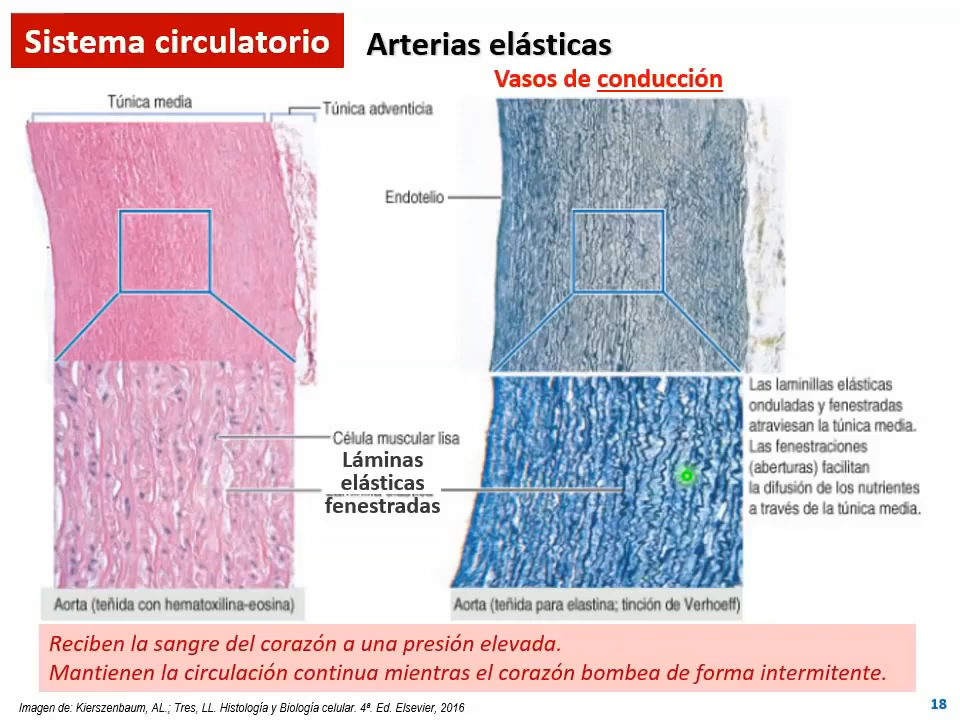 Sistema circulatorio
Arterias elásticas
Vasos de conducción
Túnica media
Túnica adventicia
Endotelio
Célula muscular lisa
Láminas
elásticas
fenestradas
Las laminillas elásticas
onduladas y fenestradas
atraviesan la túnica media.
Las fenestraciones
(aberturas) facilitan
la difusión de los nutrientes
a través de la túnica media.
Aorta (teñida con hematoxilina-eosina)
Aorta (teñida para elastina; tinción de Verhoeff)
Reciben la sangre del corazón a una presión elevada.
Mantienen la circulación continua mientras el corazón bombea de forma intermitente.
Imagen de: Kierszenbaum, AL.; Tres, LL. Histología y Biología celular. 4ª. Ed. Elsevier, 2016
18